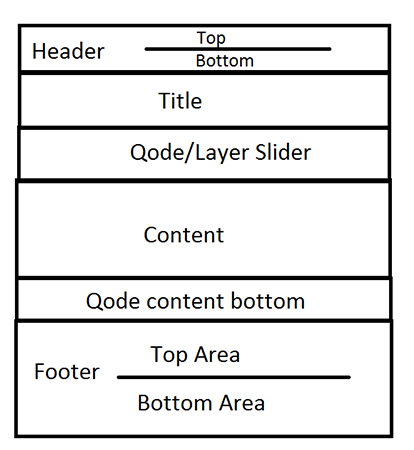 Top
Header
Bottom
Title
Qode/Layer Slider
Content
Qode content bottom
Top Area
Footer
Bottom Area